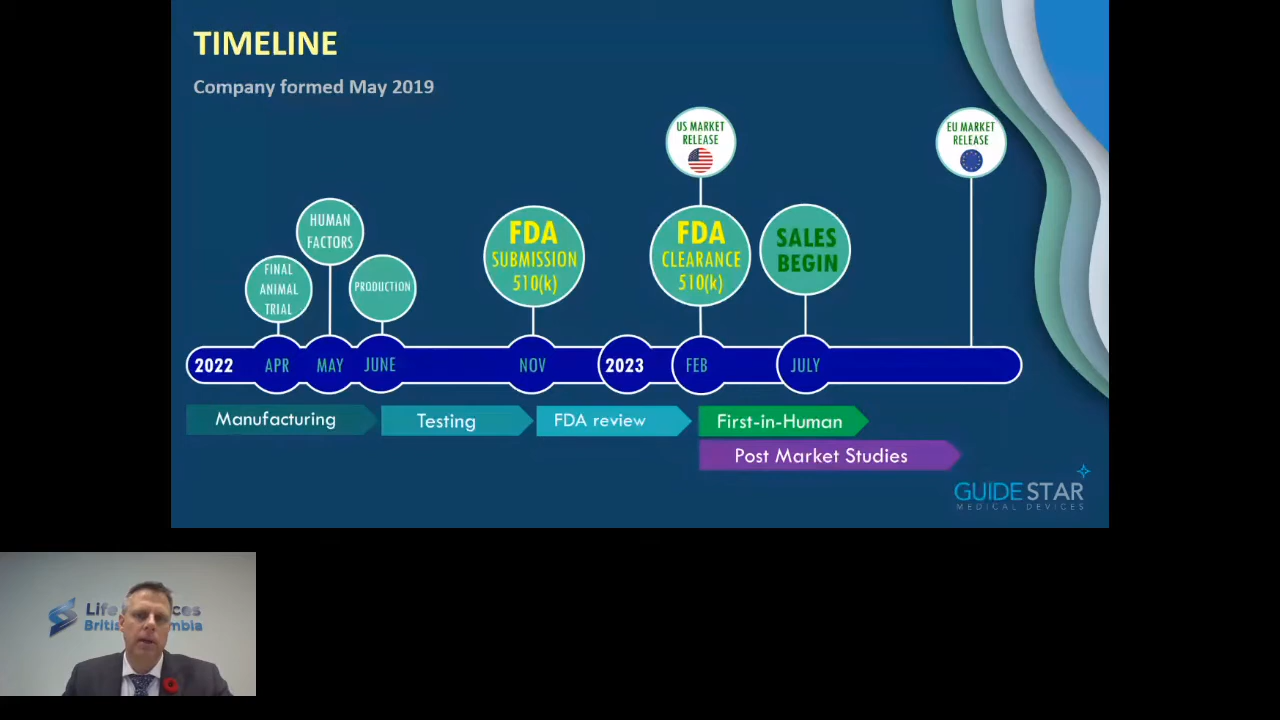 TIMELINE
Company formed May 2019
US MARKET
RELEASE
EU MARKET
RELEASE
HUMAN
FACTORS
FINAL
ANIMAL
TRIAL
PRODUCTION
FDA
SUBMISSION
510(k)
FDA
CLEARANCE
510(k)
SALES
BEGIN
2022
APR
MAY
JUNE
NOV
2023
FEB
JULY
Manufacturing
Testing
FDA review
First-in-Human
Post Market Studies
GUIDE STAR
MEDICAL DEVICES